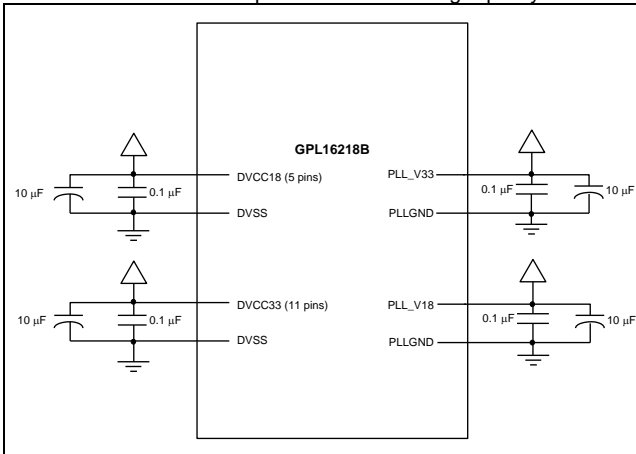 GPL16218B
DVCC18 (5 pins)
10 µF
0.1 µF
DVSS
PLL_V33
0.1 µF
10 µF
PLLGND
DVCC33 (11 pins)
10 µF
0.1 µF
DVSS
PLL_V18
0.1 µF
10 µF
PLLGND